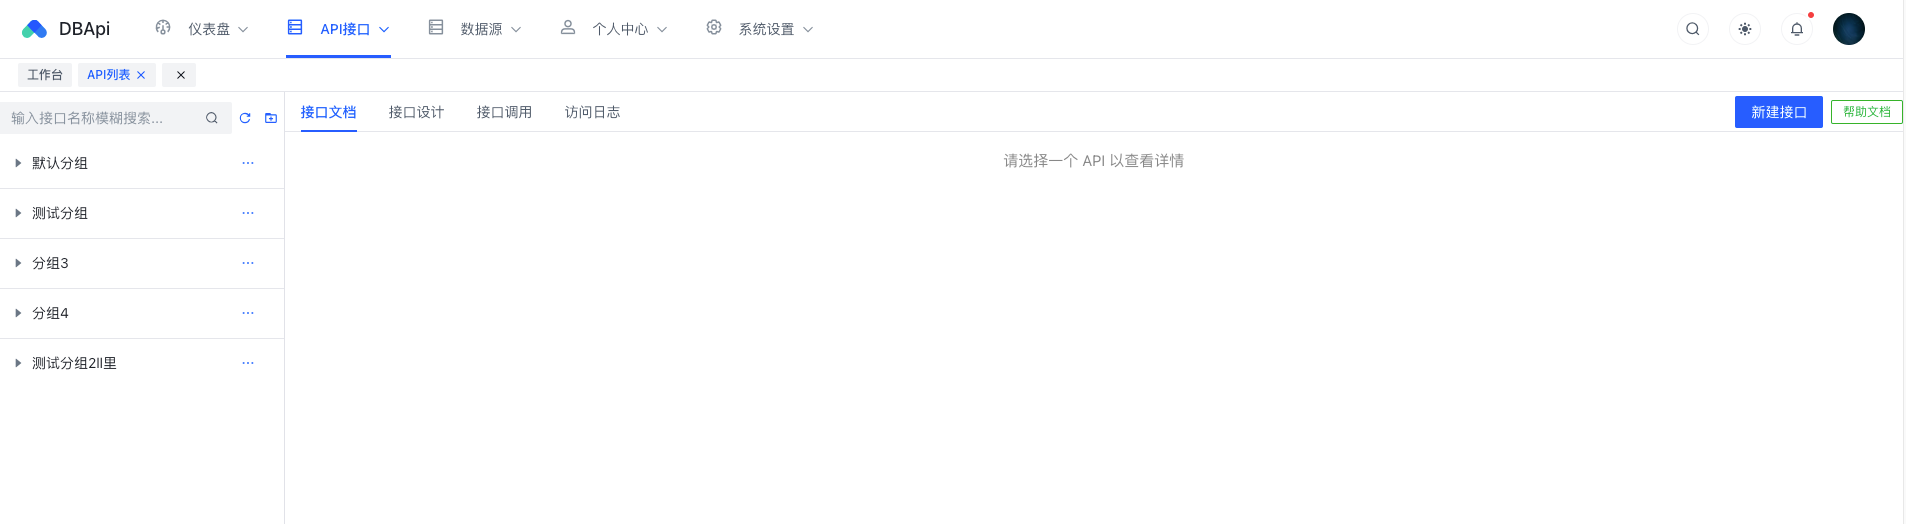 DBApi 仪表盘 API接口 数据源 个人中心 系统设置
工作台 API列表
输入接口名称模糊搜索...
接口文档 接口设计 接口调用 访问日志 新建接口 帮助文档
请选择一个 API 以查看详情
默认分组
测试分组
分组3
分组4
测试分组2II里